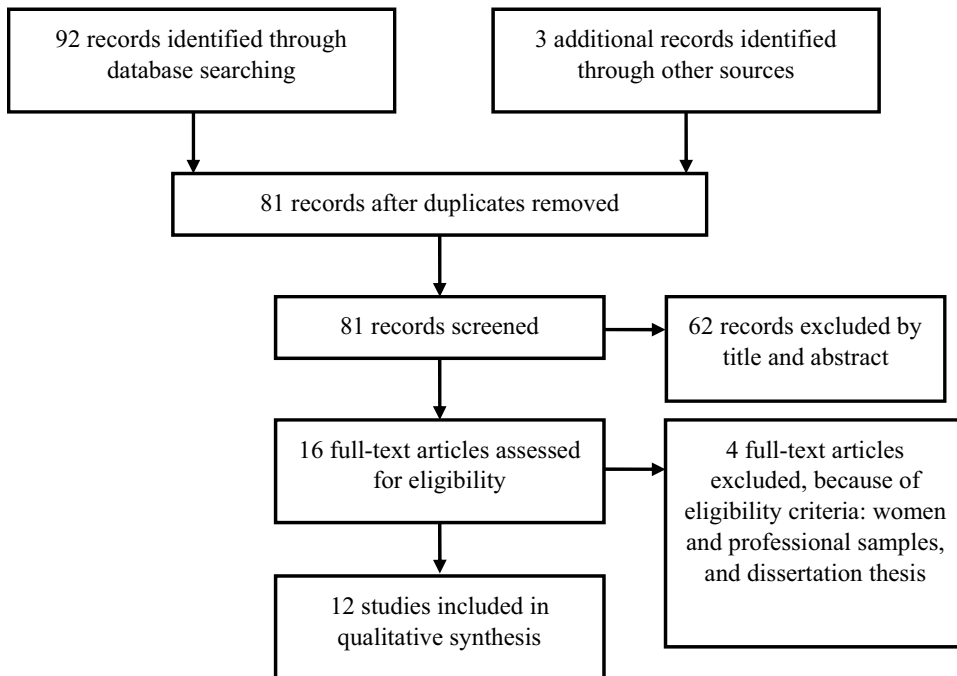 92 records identified through
database searching
3 additional records identified
through other sources
81 records after duplicates removed
81 records screened
62 records excluded by
title and abstract
16 full-text articles assessed
for eligibility
4 full-text articles
excluded, because of
eligibility criteria: women
and professional samples,
and dissertation thesis
12 studies included in
qualitative synthesis